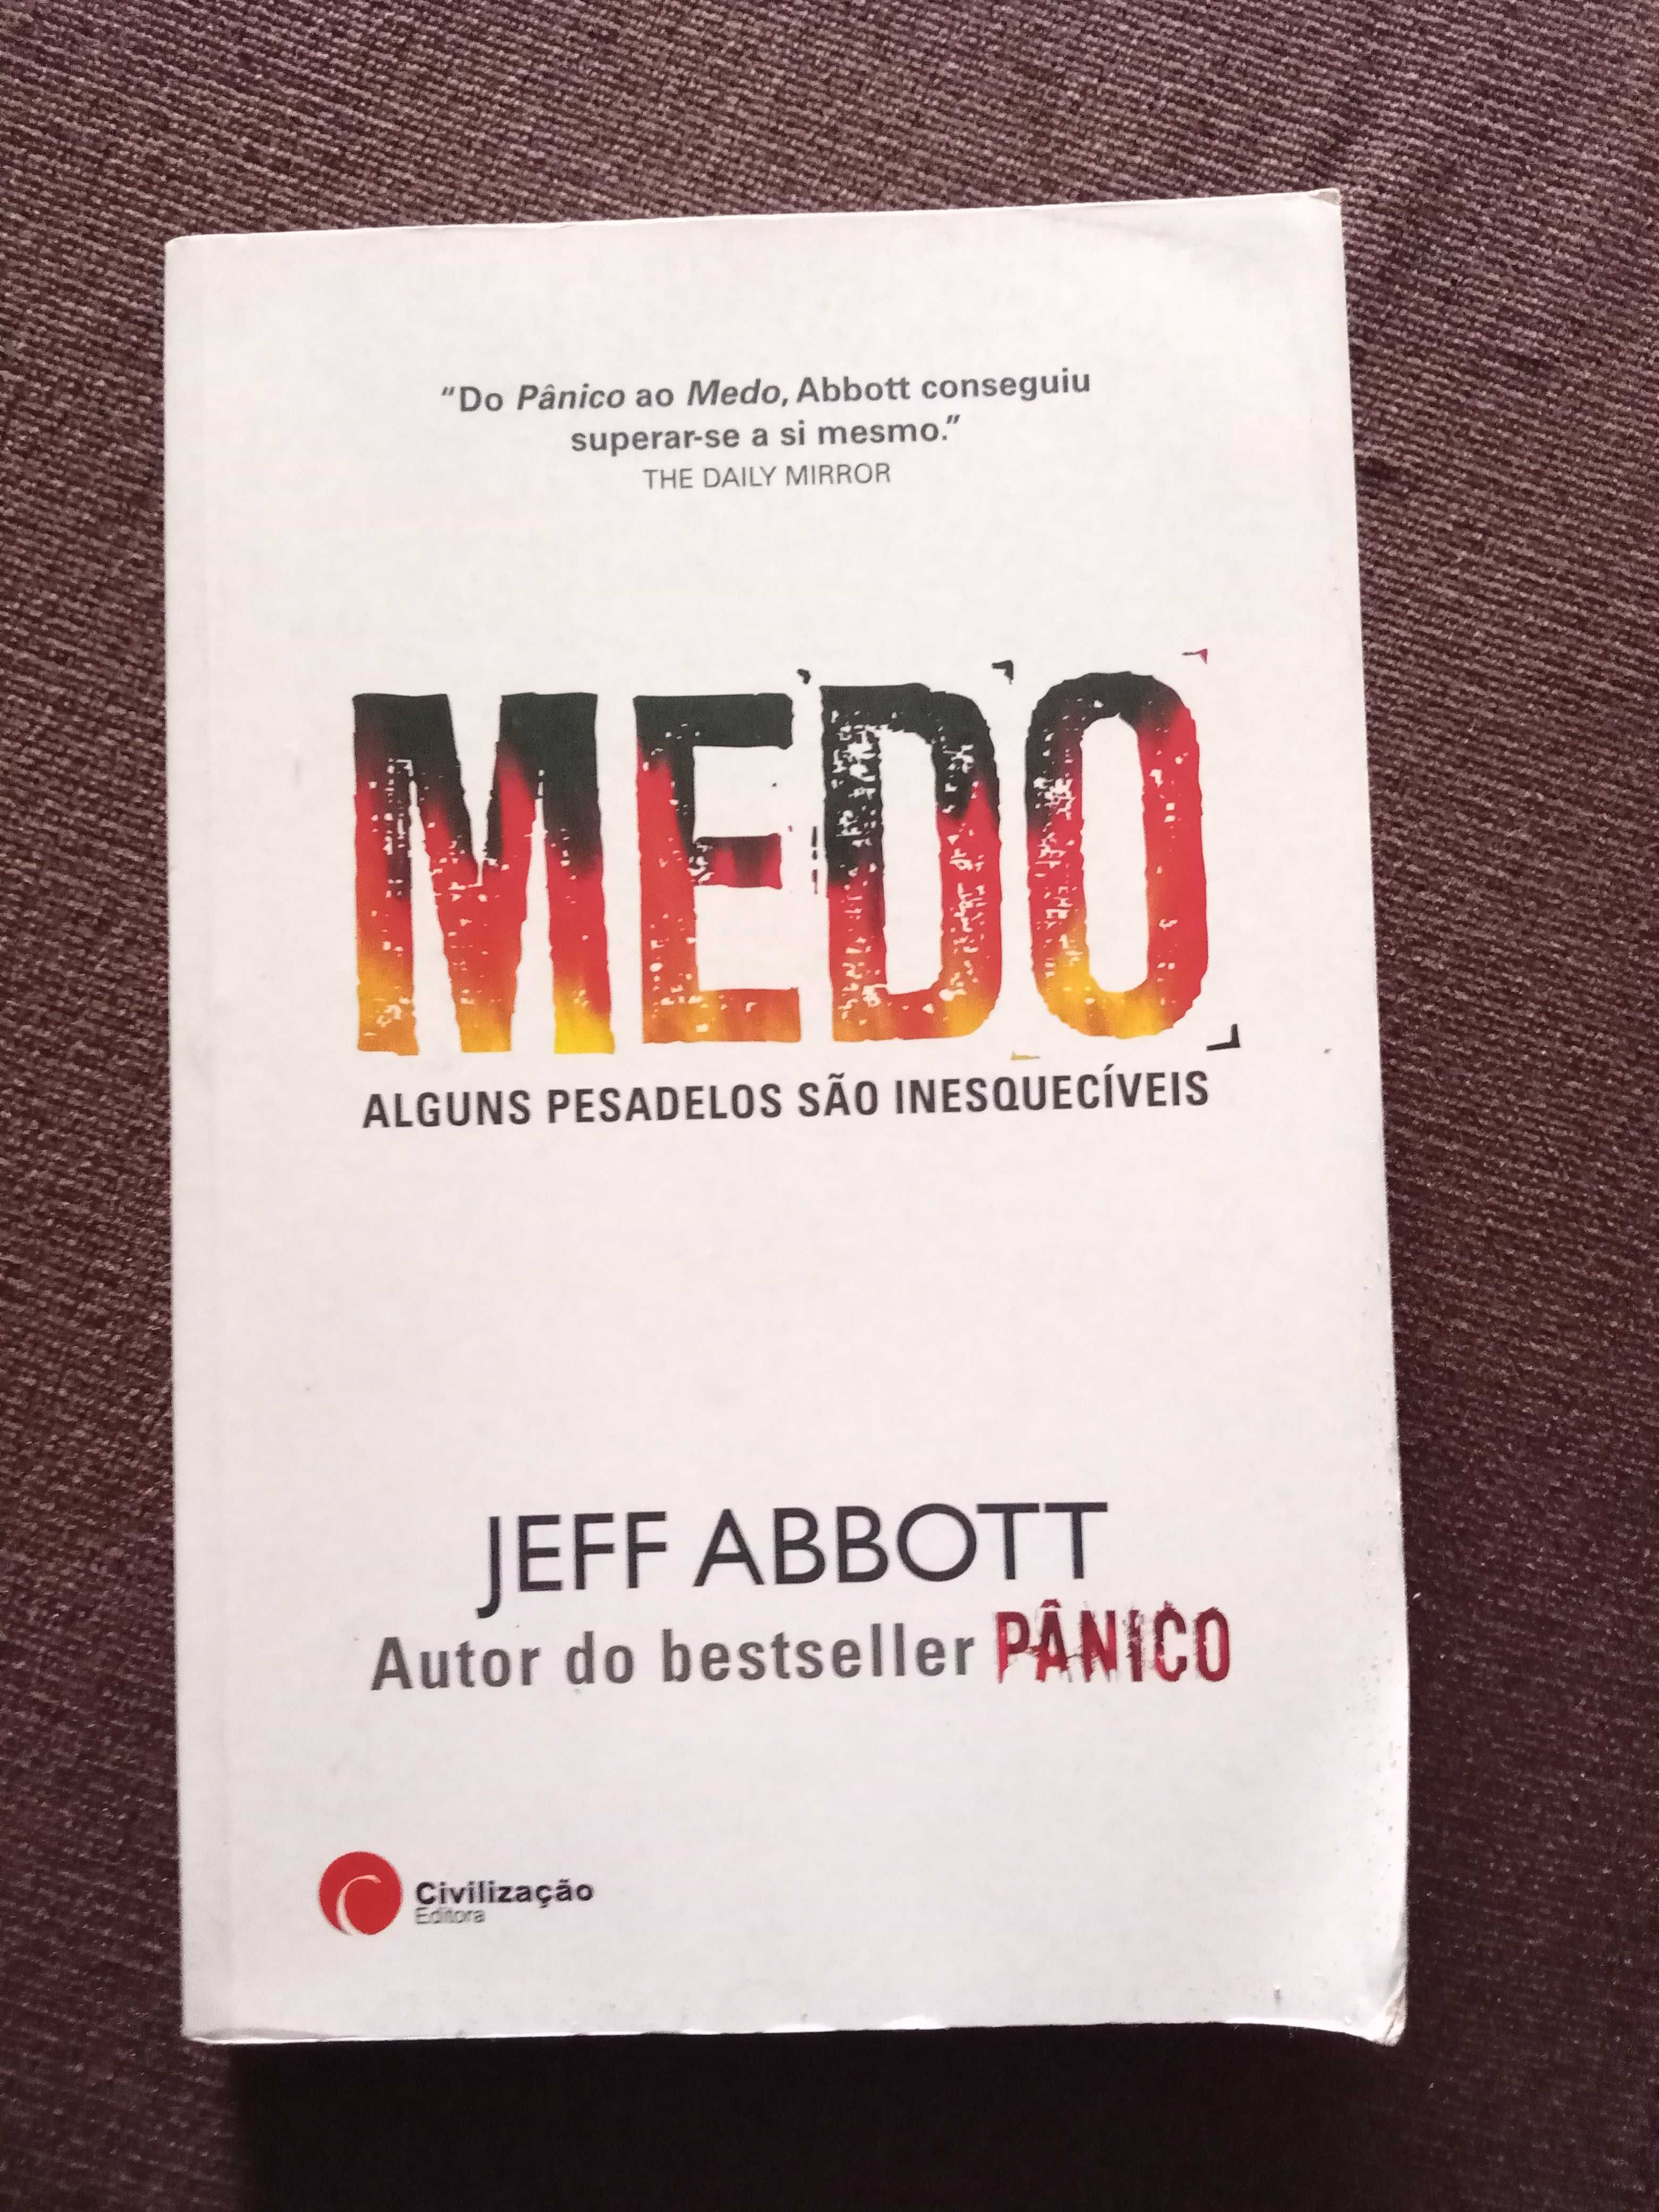 “Do Pânico ao Medo, Abbott conseguiu
superar-se a si mesmo.”
THE DAILY MIRROR
MEDO
ALGUNS PESADELOS SÃO INESQUECÍVEIS
JEFF ABBOTT
Autor do bestseller PÂNICO
Civilização
Editora